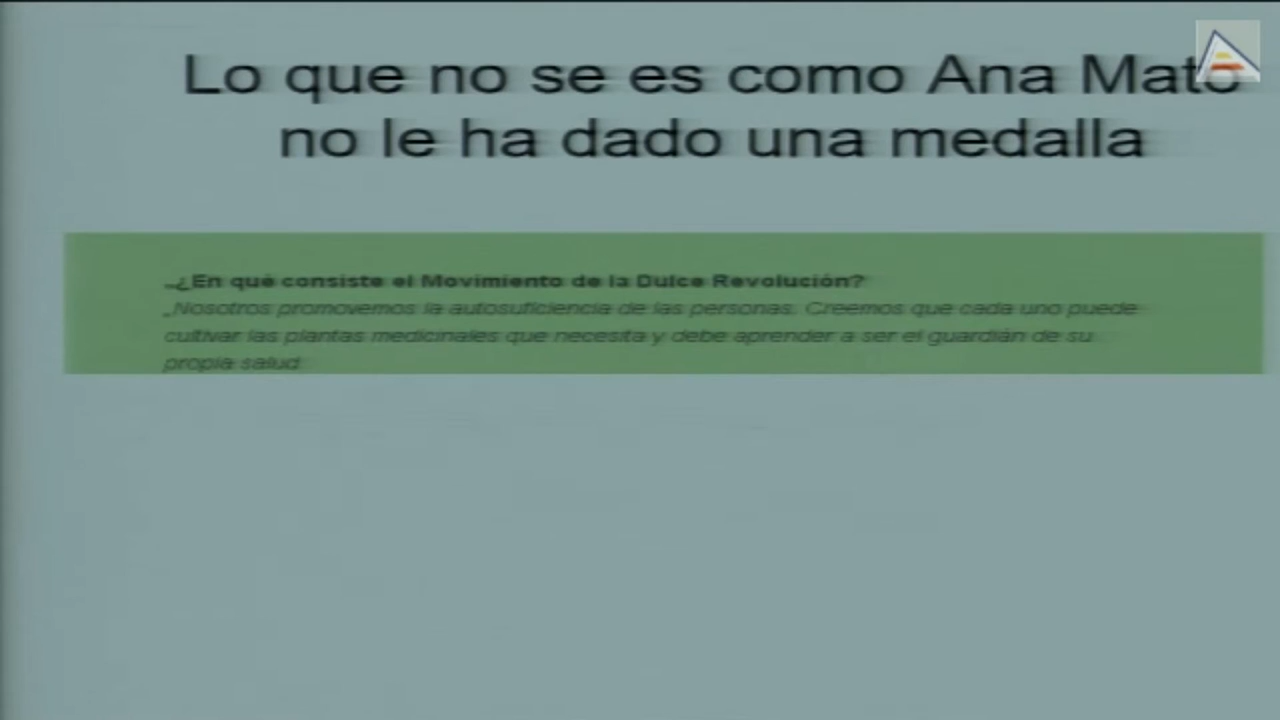 Lo que no se es como Ana Mato
no le ha dado una medalla
¿En qué consiste el Movimiento de la Dulce Revolución?
Nosotros promovemos la autosuficiencia de las personas. Creemos que cada uno puede
cultivar las plantas medicinales que necesita y debe aprender a ser el guardián de su
propia salud